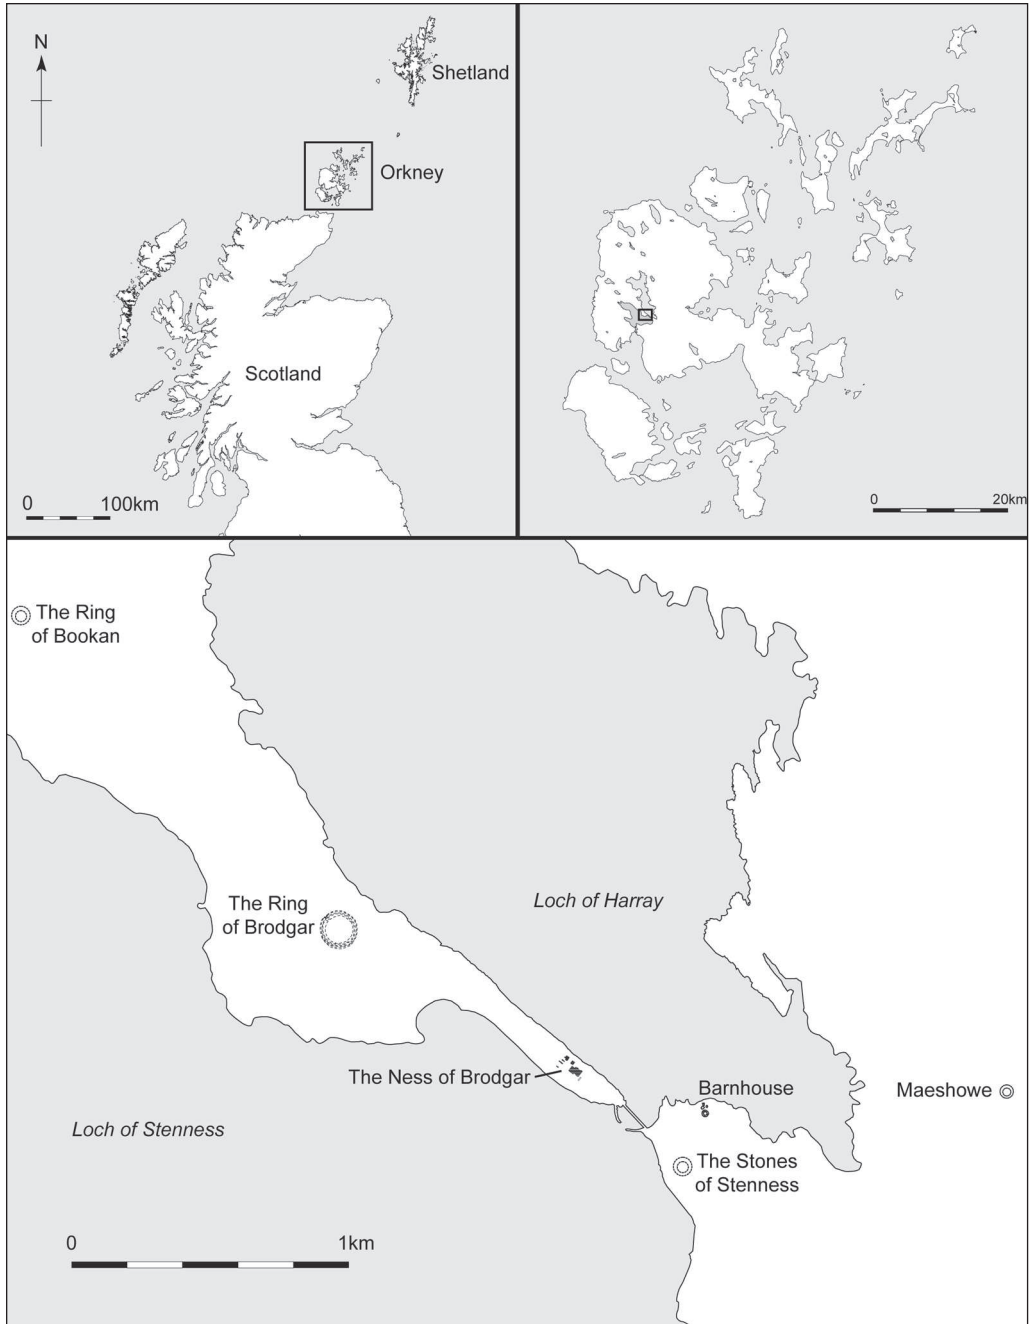 N
Shetland
Orkney
Scotland
0 100km
0 20km
The Ring
of Bookan
The Ring
of Brodgar
Loch of Harray
The Ness of Brodgar
Barnhouse
Maeshowe
Loch of Stenness
The Stones
of Stenness
0 1km